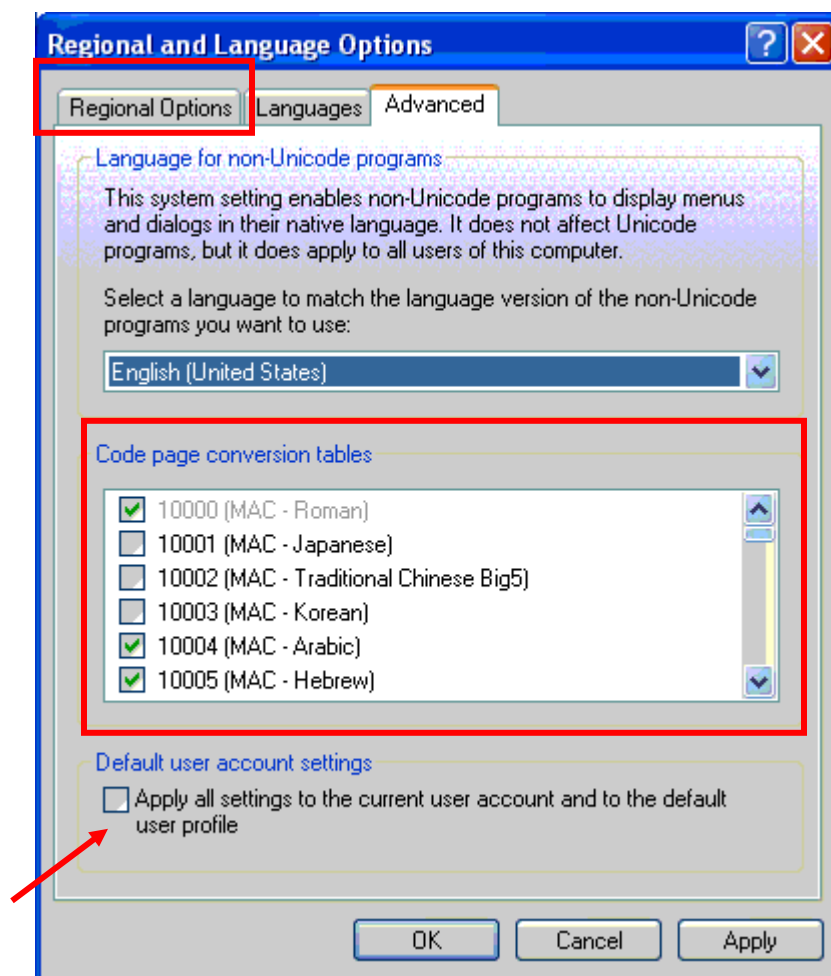 Regional and Language Options
Regional Options Languages Advanced
Language for non-Unicode programs
This system setting enables non-Unicode programs to display menus
and dialogs in their native language. It does not affect Unicode
programs, but it does apply to all users of this computer.
Select a language to match the language version of the non-Unicode
programs you want to use:
English (United States)
Code page conversion tables
10000 (MAC - Roman)
10001 (MAC - Japanese)
10002 (MAC - Traditional Chinese Big5)
10003 (MAC - Korean)
10004 (MAC - Arabic)
10005 (MAC - Hebrew)
Default user account settings
Apply all settings to the current user account and to the default
user profile
OK Cancel Apply